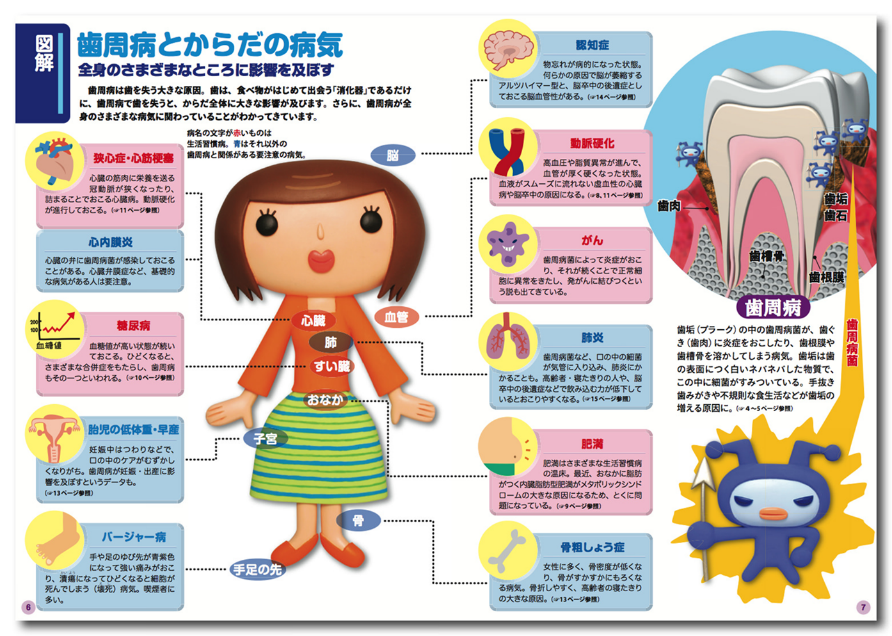 図解
歯周病とからだの病気
全身のさまざまなところに影響を及ぼす
歯周病は歯を失う大きな原因。歯は、食べ物がはじめて出会う「消化器」であるだけ
に、歯周病で歯を失うと、からだ全体に大きな影響が及びます。さらに、歯周病が全
身のさまざまな病気に関わっていることがわかってきています。
病名の文字が赤いものは
生活習慣病。青はそれ以外の
歯周病と関係がある要注意の病気。
狭心症・心筋梗塞
心臓の筋肉に栄養を送る
冠動脈が狭くなったり、
詰まることでおこる心臓病。動脈硬化
が進行しておこる。(☞11ページ参照)
心内膜炎
心臓の弁に歯周病菌が感染しておこる
ことがある。心臓弁膜症など、基礎的
な病気がある人は要注意。
200
100
血糖値
糖尿病
血糖値が高い状態が続い
ておこる。ひどくなると、
さまざまな合併症をもたらし、歯周病
もその一つといわれる。(☞10ページ参照)
胎児の低体重・早産
妊娠中はつわりなどで、
口の中のケアがむずかし
くなりがち。歯周病が妊娠・出産に影
響を及ぼすというデータも。
(☞13ページ参照)
バージャー病
手や足のゆび先が青紫色
になって強い痛みがおこ
り、潰瘍になってひどくなると細胞が
死んでしまう(壊死)病気。喫煙者に
多い。
脳
心臓
血管
肺
すい臓
おなか
子宮
骨
手足の先
認知症
物忘れが病的になった状態。
何らかの原因で脳が萎縮する
アルツハイマー型と、脳卒中の後遺症とし
ておこる脳血管性がある。(☞14ページ参照)
動脈硬化
高血圧や脂質異常が進んで、
血管が厚く硬くなった状態。
血液がスムーズに流れない虚血性の心臓
病や脳卒中の原因になる。(☞8、11ページ参照)
がん
歯周病菌によって炎症がおこ
り、それが続くことで正常細
胞に異常をきたし、発がんに結びつくとい
う説も出てきている。
肺炎
歯周病菌など、口の中の細菌
が気管に入り込み、肺炎にか
かることも。高齢者・寝たきりの人や、脳
卒中の後遺症などで飲み込む力が低下して
いるとおこりやすくなる。(☞15ページ参照)
肥満
肥満はさまざまな生活習慣病
の温床。最近、おなかに脂肪
がつく内臓脂肪型肥満がメタボリックシンド
ロームの大きな原因になるため、とくに問
題になっている。(☞9ページ参照)
骨粗しょう症
女性に多く、骨密度が低くな
り、骨がすかすかにもろくな
る病気。骨折しやすく、高齢者の寝たきり
の大きな原因。(☞13ページ参照)
歯肉
歯垢
歯石
歯槽骨
歯根膜
歯周病
歯垢(プラーク)の中の歯周病菌が、歯ぐ
き(歯肉)に炎症をおこしたり、歯根膜や
歯槽骨を溶かしてしまう病気。歯垢は歯
の表面につく白いネバネバした物質で、
この中に細菌がすみついている。手抜き
歯みがきや不規則な食生活などが歯垢の
増える原因に。(☞4〜5ページ参照)
歯周病菌
6
7